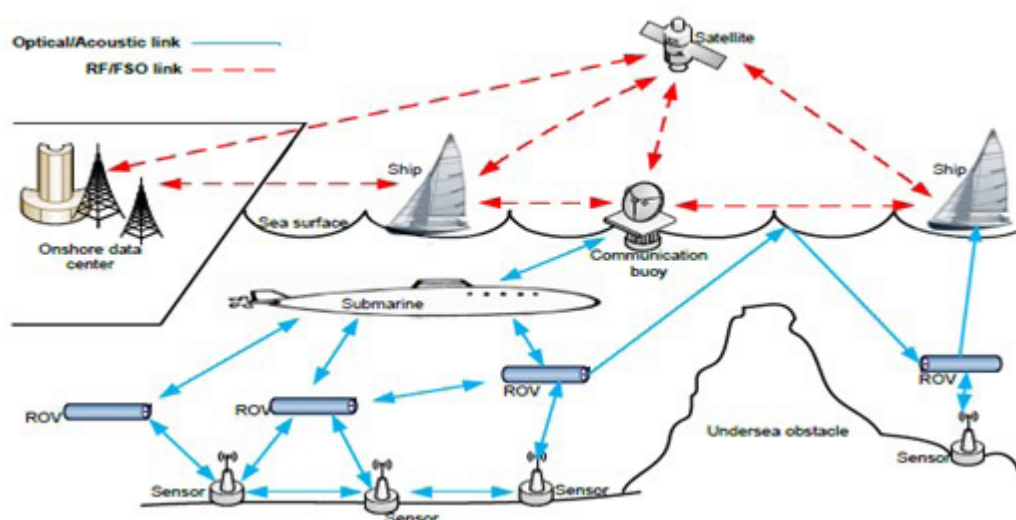 Satellite
Optical/Acoustic link
RF/FSO link
Ship
Ship
Sea surface
Onshore data
center
Communication
buoy
Submarine
ROV
ROV
ROV
ROV
Undersea obstacle
Sensor
Sensor
Sensor
Sensor